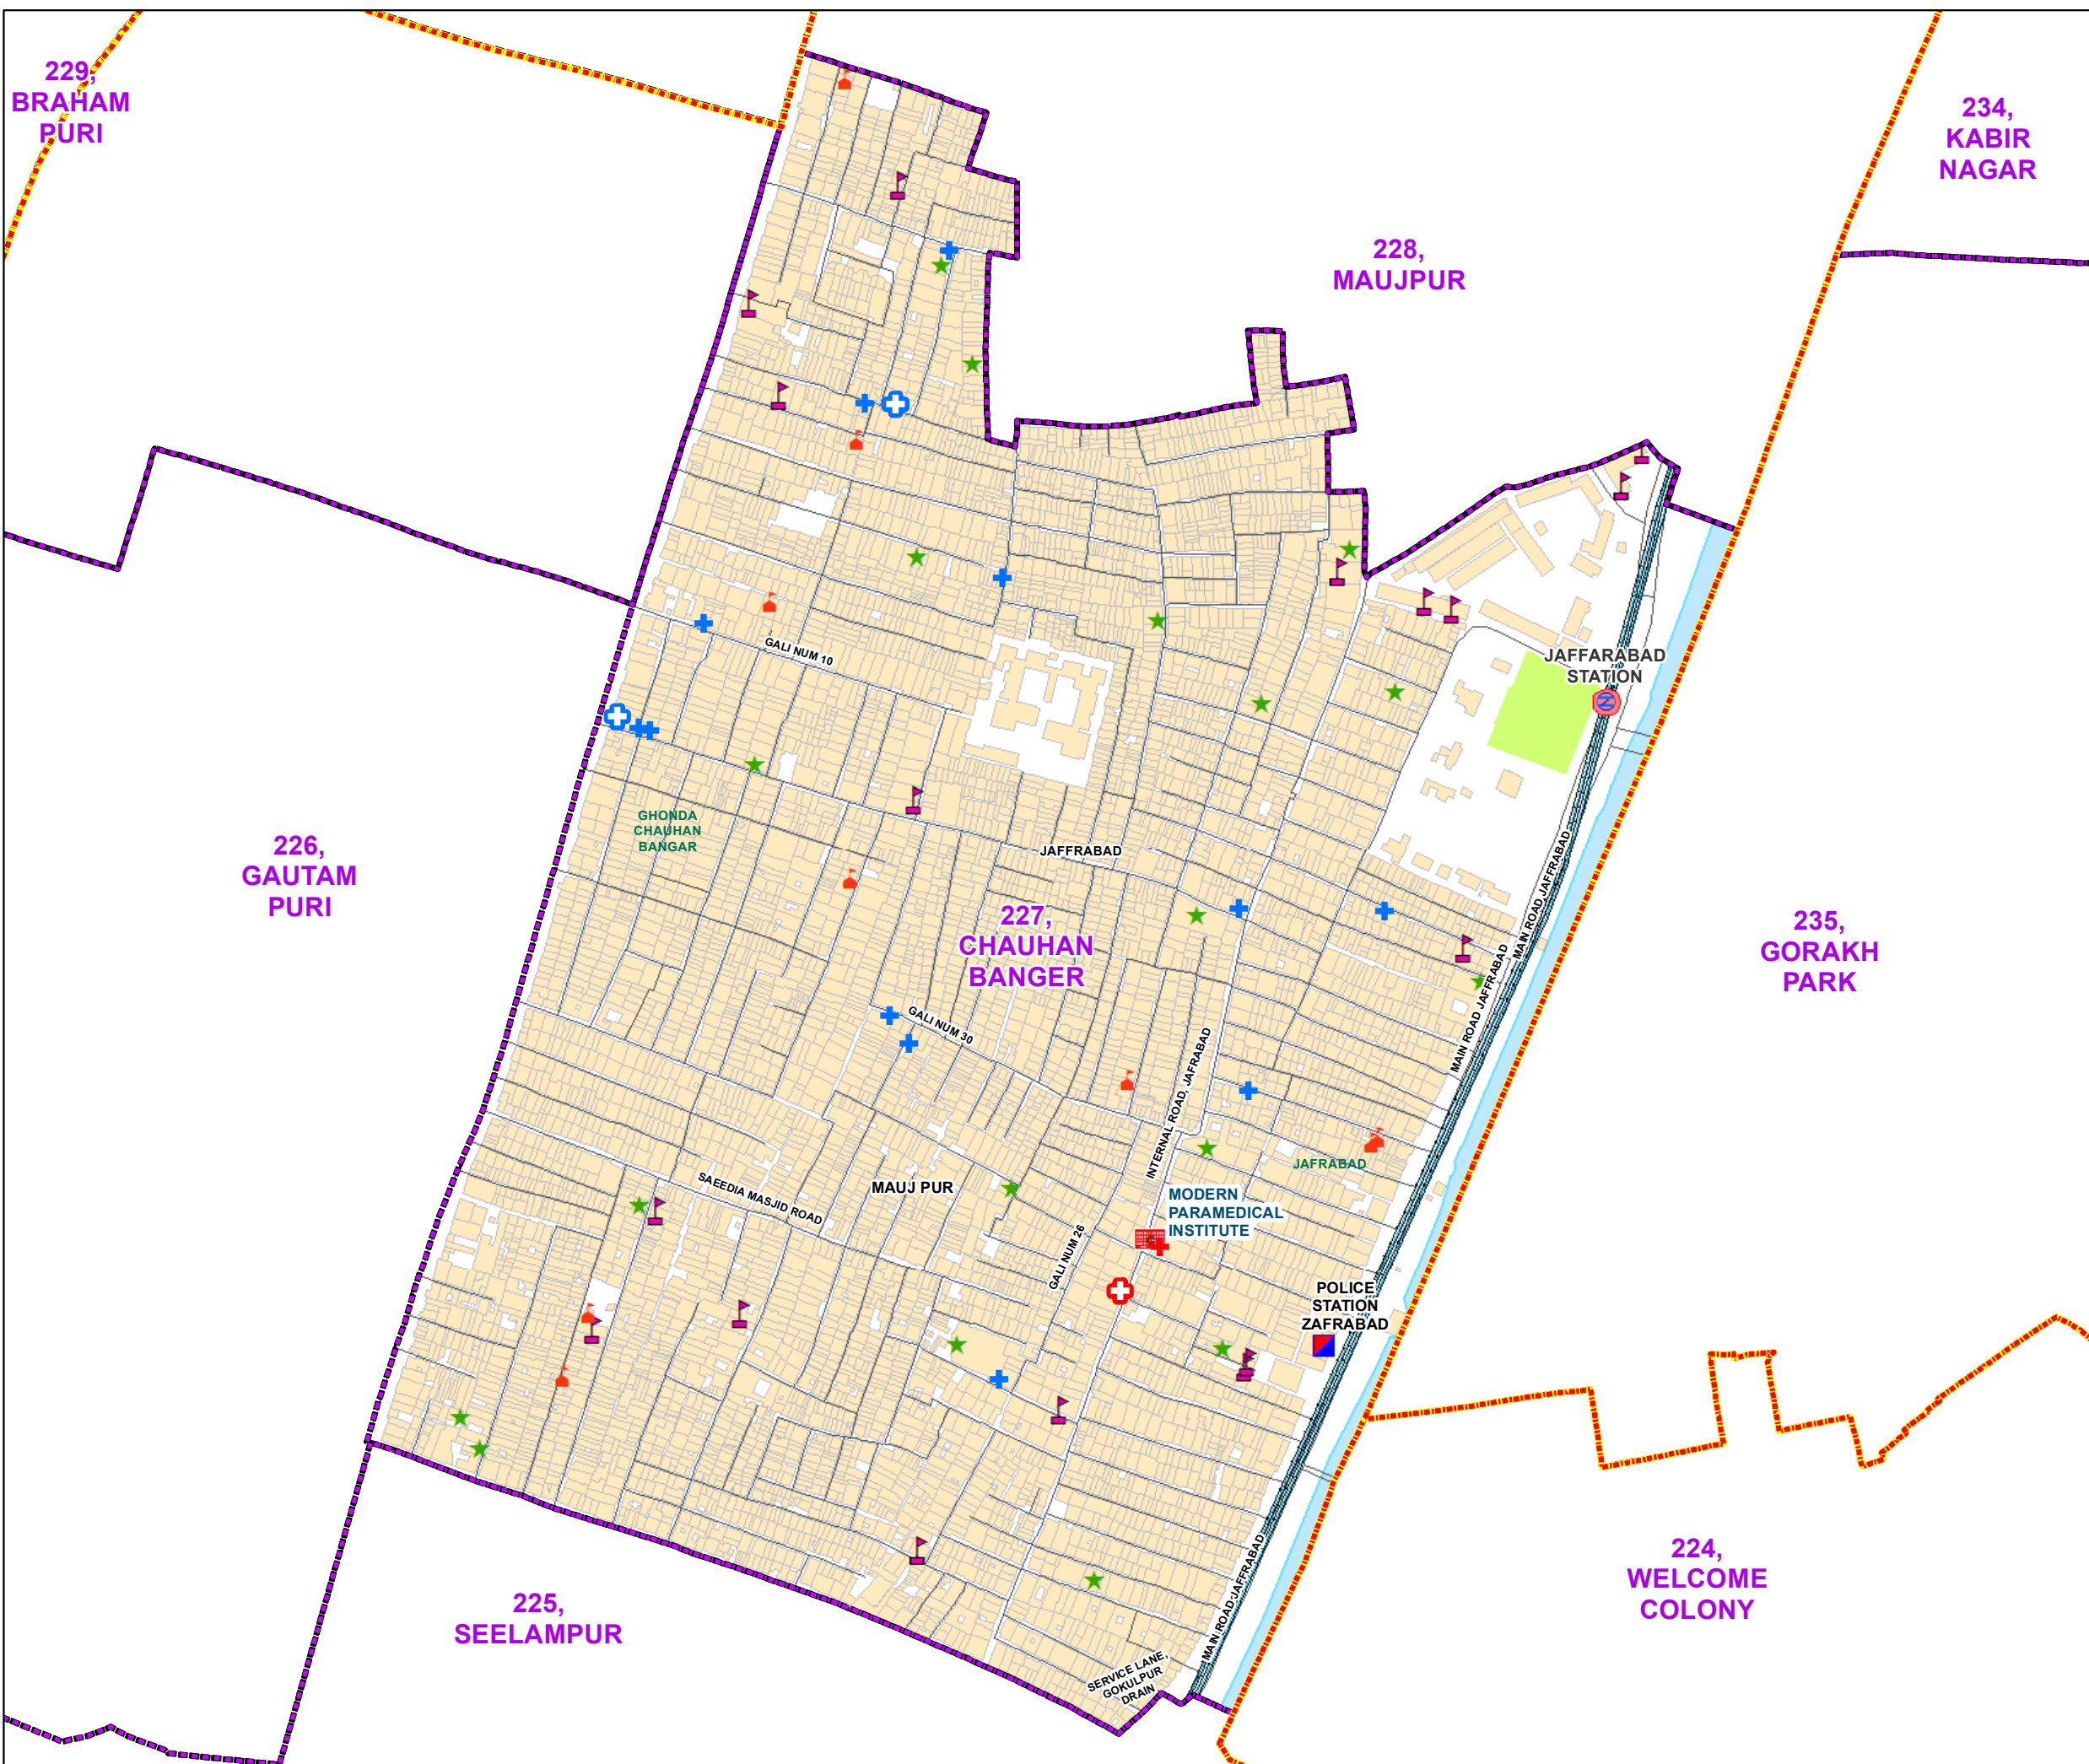 229,
BRAHAM
PURI
234,
KABIR
NAGAR
228,
MAUJPUR
GALI NUM 10
JAFFARABAD
STATION
GHONDA
CHAUHAN
BANGAR
JAFFRABAD
226,
GAUTAM
PURI
227,
CHAUHAN
BANGER
235,
GORAKH
PARK
MAIN ROAD JAFFRABAD
MAIN ROAD JAFFRABAD
GALI NUM 30
INTERNAL ROAD, JAFRABAD
JAFRABAD
SAEEDIA MASJID ROAD
MAUJ PUR
MODERN
PARAMEDICAL
INSTITUTE
GALI NUM 26
POLICE
STATION
ZAFRABAD
225,
SEELAMPUR
224,
WELCOME
COLONY
MAIN ROAD JAFFRABAD
SERVICE LANE,
GOKULPUR
DRAIN